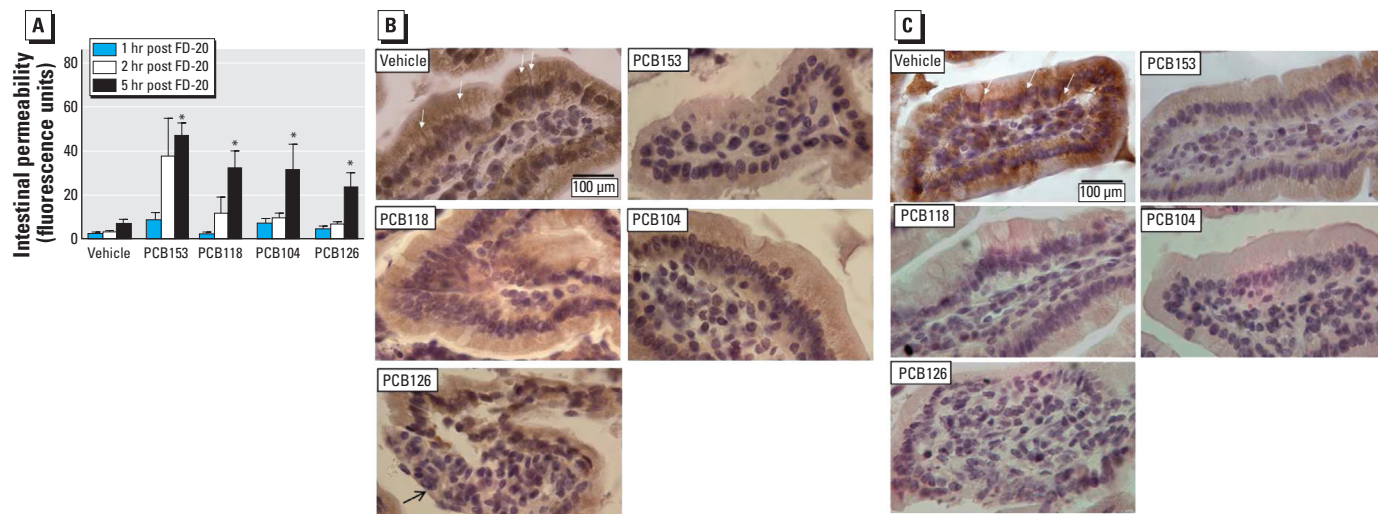 A
1 hr post FD-20
2 hr post FD-20
5 hr post FD-20
Intestinal permeability
(fluorescence units)
80
60
40
20
0
*
*
*
*
Vehicle
PCB153
PCB118
PCB104
PCB126
B
Vehicle
100 µm
PCB153
PCB118
PCB104
PCB126
C
Vehicle
100 µm
PCB153
PCB118
PCB104
PCB126